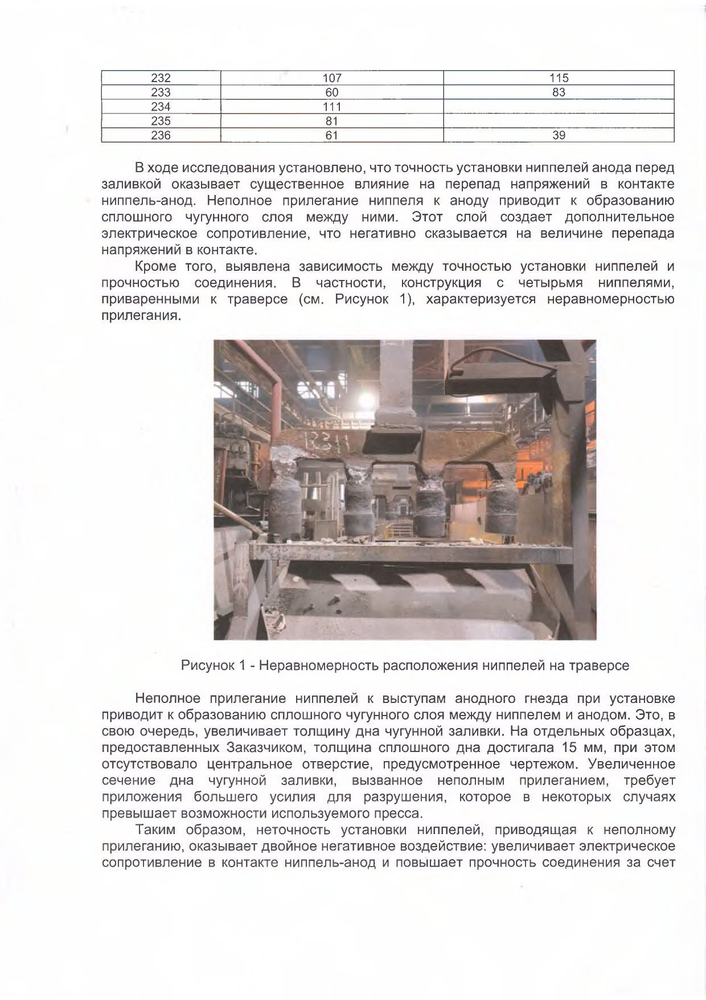 232 107 115
233 60 83
234 111
235 81
236 61 39
В ходе исследования установлено, что точность установки ниппелей анода перед
заливкой оказывает существенное влияние на перепад напряжений в контакте
ниппель-анод. Неполное прилегание ниппеля к аноду приводит к образованию
сплошного чугунного слоя между ними. Этот слой создает дополнительное
электрическое сопротивление, что негативно сказывается на величине перепада
напряжений в контакте.
Кроме того, выявлена зависимость между точностью установки ниппелей и
прочностью соединения. В частности, конструкция с четырьмя ниппелями,
приваренными к траверсе (см. Рисунок 1), характеризуется неравномерностью
прилегания.
Рисунок 1 - Неравномерность расположения ниппелей на траверсе
Неполное прилегание ниппелей к выступам анодного гнезда при установке
приводит к образованию сплошного чугунного слоя между ниппелем и анодом. Это, в
свою очередь, увеличивает толщину дна чугунной заливки. На отдельных образцах,
предоставленных Заказчиком, толщина сплошного дна достигала 15 мм, при этом
отсутствовало центральное отверстие, предусмотренное чертежом. Увеличенное
сечение дна чугунной заливки, вызванное неполным прилеганием, требует
приложения большего усилия для разрушения, которое в некоторых случаях
превышает возможности используемого пресса.
Таким образом, неточность установки ниппелей, приводящая к неполному
прилеганию, оказывает двойное негативное воздействие: увеличивает электрическое
сопротивление в контакте ниппель-анод и повышает прочность соединения за счет